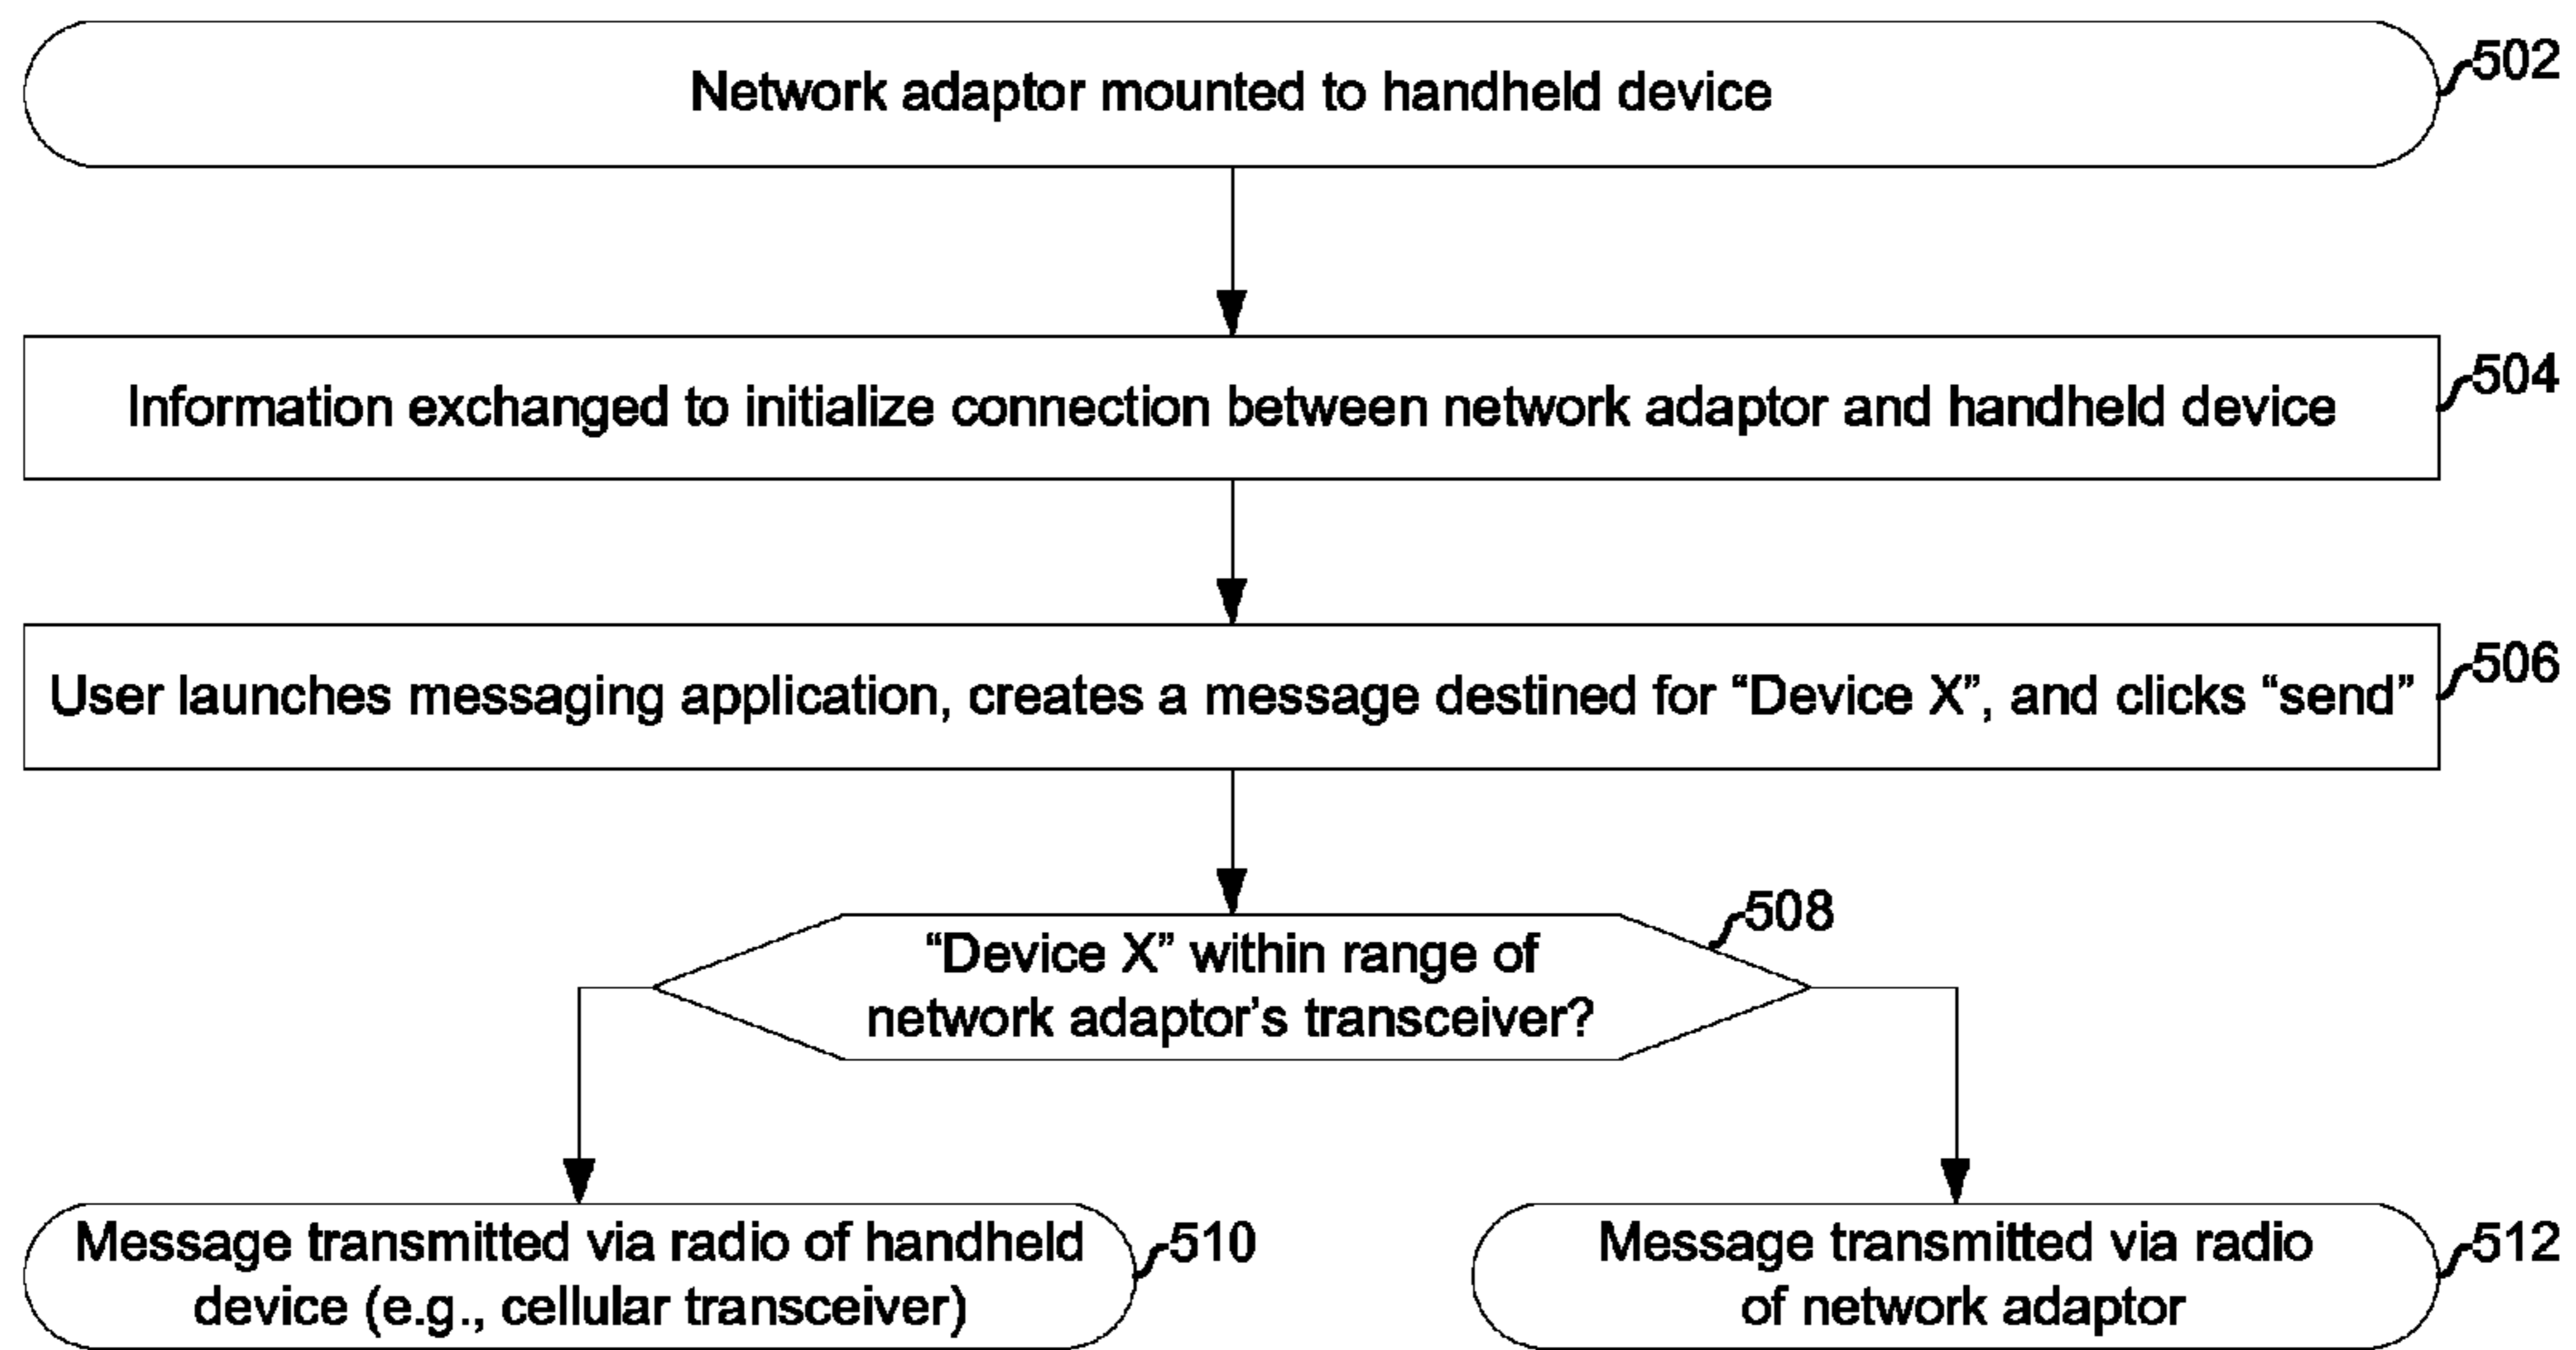 Network adaptor mounted to handheld device
502
Information exchanged to initialize connection between network adaptor and handheld device
504
User launches messaging application, creates a message destined for “Device X”, and clicks “send”
506
“Device X” within range of
network adaptor’s transceiver?
508
Message transmitted via radio of handheld
device (e.g., cellular transceiver)
510
Message transmitted via radio
of network adaptor
512